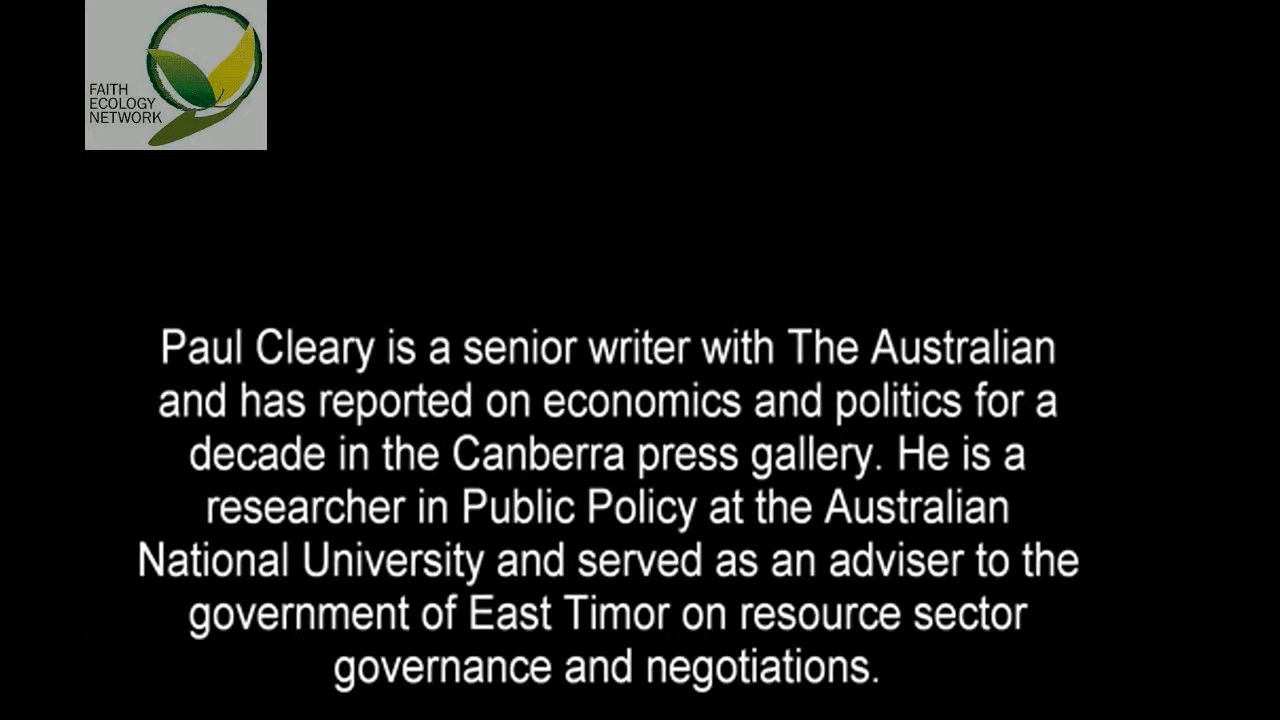 FAITH
ECOLOGY
NETWORK
Paul Cleary is a senior writer with The Australian
and has reported on economics and politics for a
decade in the Canberra press gallery. He is a
researcher in Public Policy at the Australian
National University and served as an adviser to the
government of East Timor on resource sector
governance and negotiations.